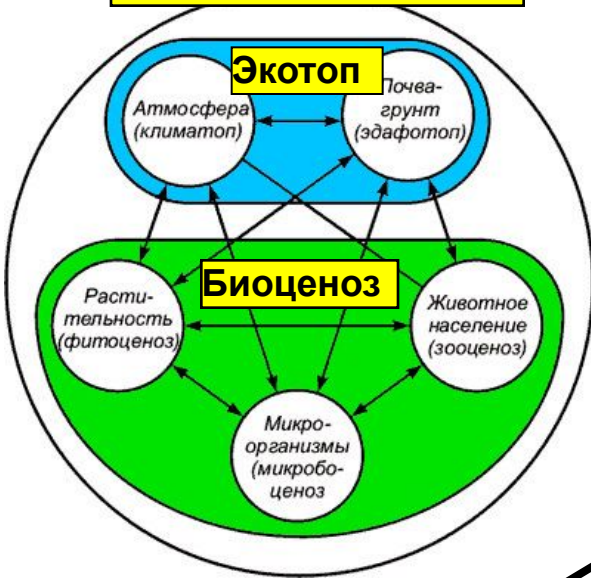 Экотоп
Атмосфера
(климатоп)
Почва-
грунт
(эдафотоп)
Биоценоз
Расти-
тельность
(фитоценоз)
Животное
население
(зооценоз)
Микро-
организмы
(микробо-
ценоз